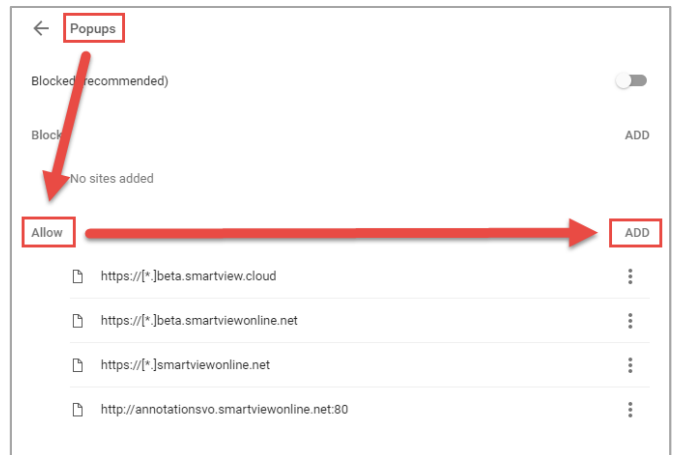 Popups
Blocked (recommended)
Block
ADD
No sites added
Allow
ADD
https://[*.]beta.smartview.cloud
https://[*.]beta.smartviewonline.net
https://[*.]smartviewonline.net
http://annotationsvo.smartviewonline.net:80